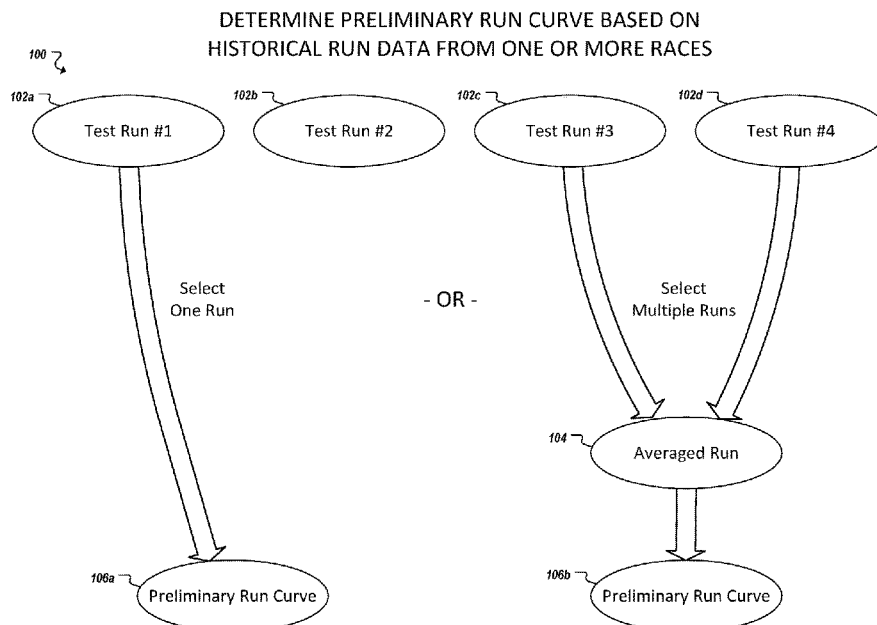 DETERMINE PRELIMINARY RUN CURVE BASED ON
HISTORICAL RUN DATA FROM ONE OR MORE RACES
100
102a
102b
102c
102d
Test Run #1
Test Run #2
Test Run #3
Test Run #4
Select
One Run
- OR -
Select
Multiple Runs
104
Averaged Run
106a
106b
Preliminary Run Curve
Preliminary Run Curve